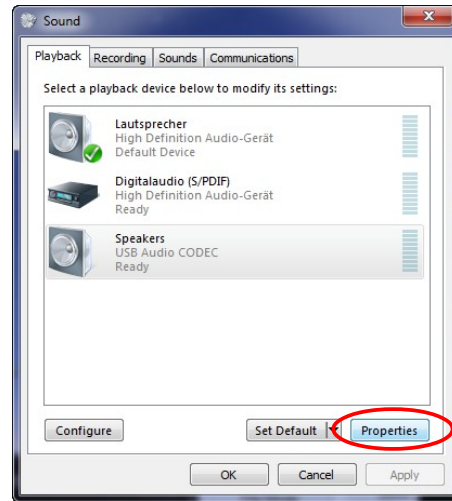 Sound
Playback Recording Sounds Communications
Select a playback device below to modify its settings:
Lautsprecher
High Definition Audio-Gerät
Default Device
Digitalaudio (S/PDIF)
High Definition Audio-Gerät
Ready
Speakers
USB Audio CODEC
Ready
Configure Set Default Properties
OK Cancel Apply